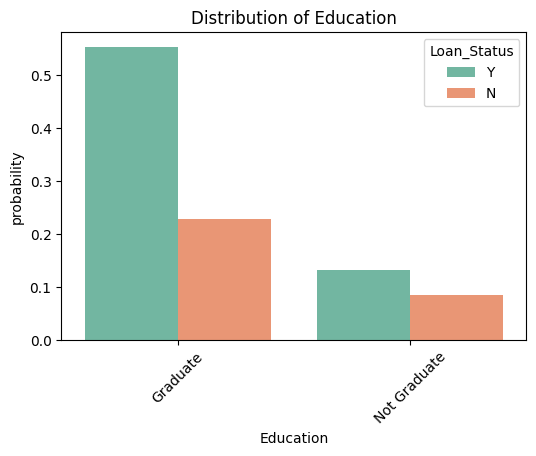 Distribution of Education
Loan_Status
Y
N
probability
0.5
0.4
0.3
0.2
0.1
0.0
Graduate
Not Graduate
Education